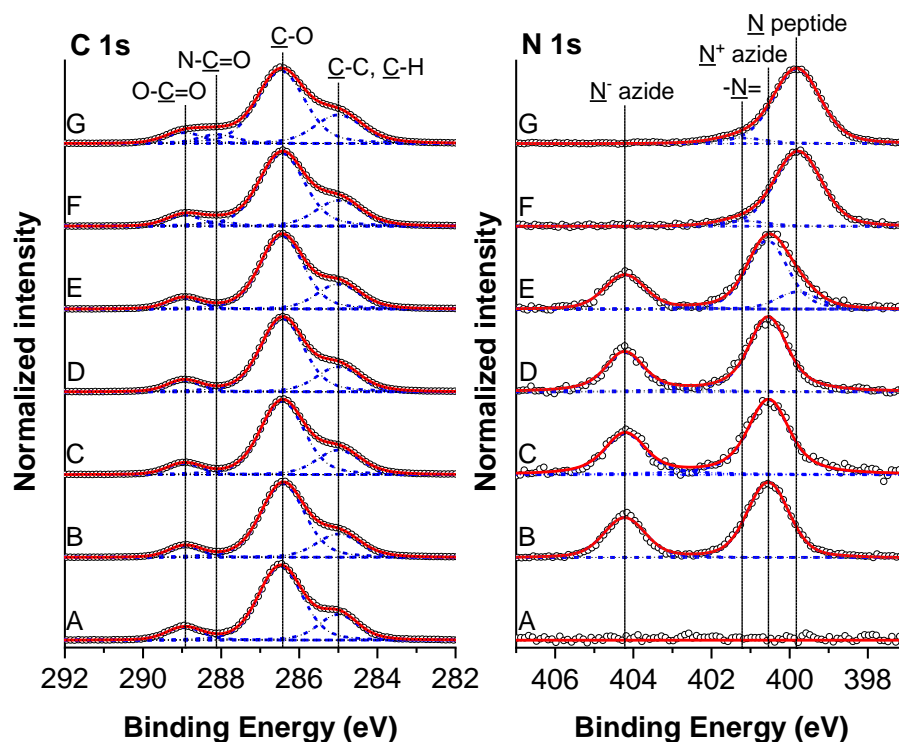 C 1s
C-O
N-C=O
C-C, C-H
O-C=O
G
F
E
D
C
B
A
Normalized intensity
292 290 288 286 284 282
Binding Energy (eV)
N 1s
N peptide
N⁺ azide
N⁻ azide
-N=
G
F
E
D
C
B
A
Normalized intensity
406 404 402 400 398
Binding Energy (eV)